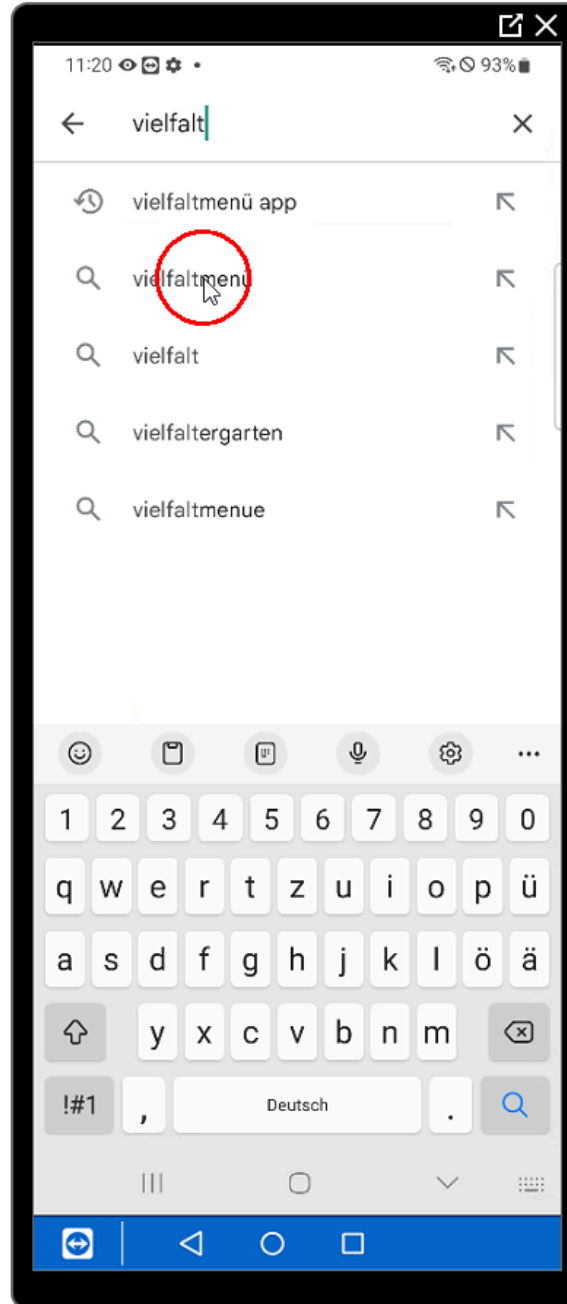 11:20 93%
vielfalt
vielfaltmenü app
vielfaltmenü
vielfalt
vielfaltergarten
vielfaltmenue
1 2 3 4 5 6 7 8 9 0
q w e r t z u i o p ü
a s d f g h j k l ö ä
y x c v b n m
!#1 , Deutsch .